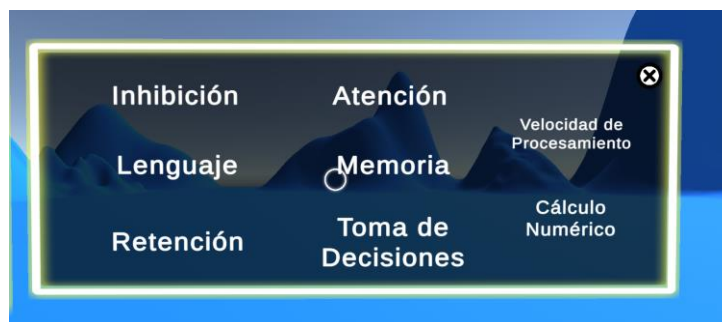 Inhibición
Atención
Velocidad de
Procesamiento
Lenguaje
Memoria
Cálculo
Numérico
Retención
Toma de
Decisiones